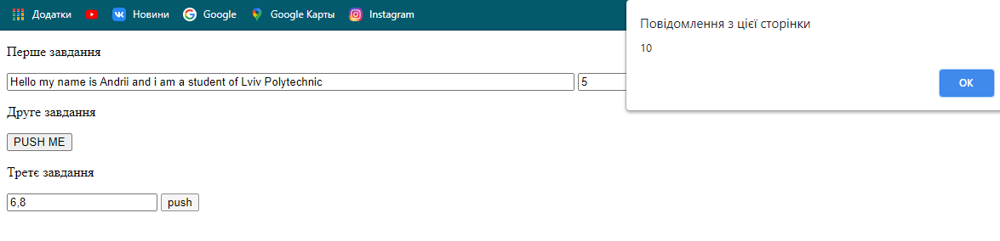 Додатки Новини Google Google Карты Instagram
Повідомлення з цієї сторінки
10
OK
Перше завдання
Hello my name is Andrii and i am a student of Lviv Polytechnic 5
Друге завдання
PUSH ME
Третє завдання
6,8 push